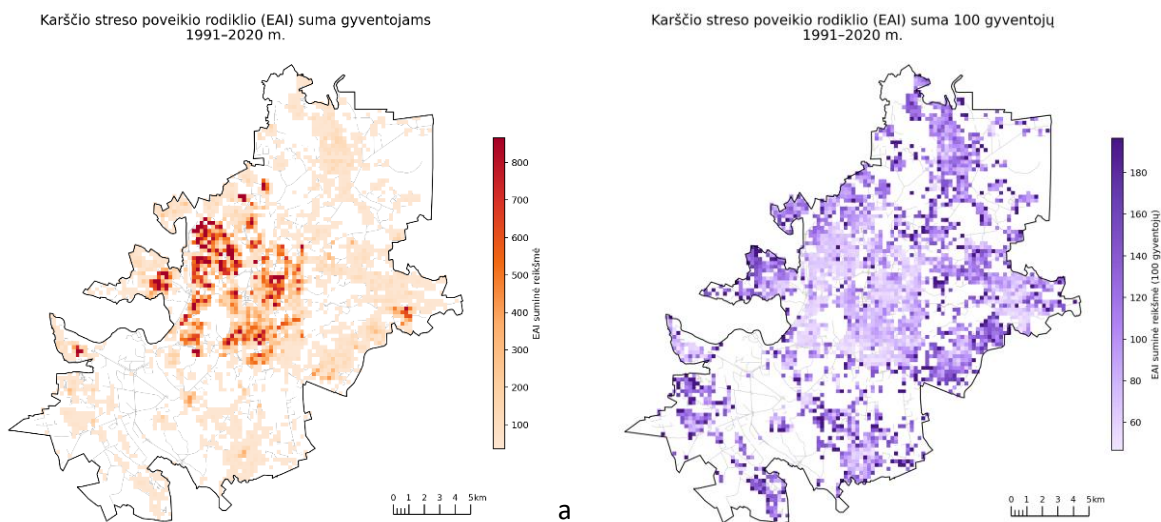 Karščio streso poveikio rodiklio (EAI) suma gyventojams
1991–2020 m.
800
700
600
500
400
300
200
100
EAI suminė reikšmė
0 1 2 3 4 5km
a
Karščio streso poveikio rodiklio (EAI) suma 100 gyventojų
1991–2020 m.
180
160
140
120
100
80
60
EAI suminė reikšmė (100 gyventojų)
0 1 2 3 4 5km